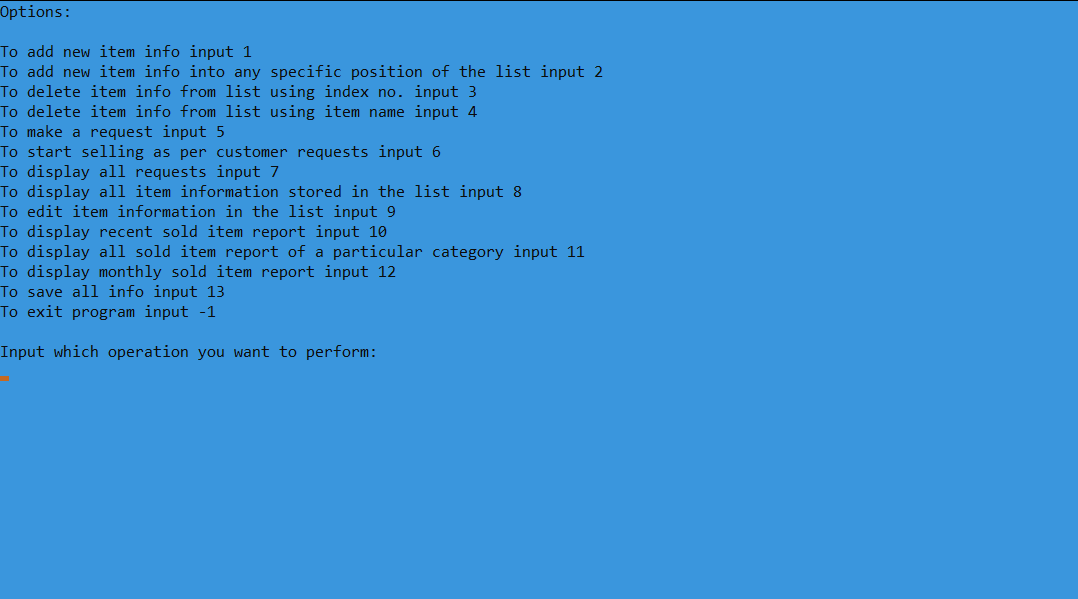 Options:
To add new item info input 1
To add new item info into any specific position of the list input 2
To delete item info from list using index no. input 3
To delete item info from list using item name input 4
To make a request input 5
To start selling as per customer requests input 6
To display all requests input 7
To display all item information stored in the list input 8
To edit item information in the list input 9
To display recent sold item report input 10
To display all sold item report of a particular category input 11
To display monthly sold item report input 12
To save all info input 13
To exit program input -1
Input which operation you want to perform: